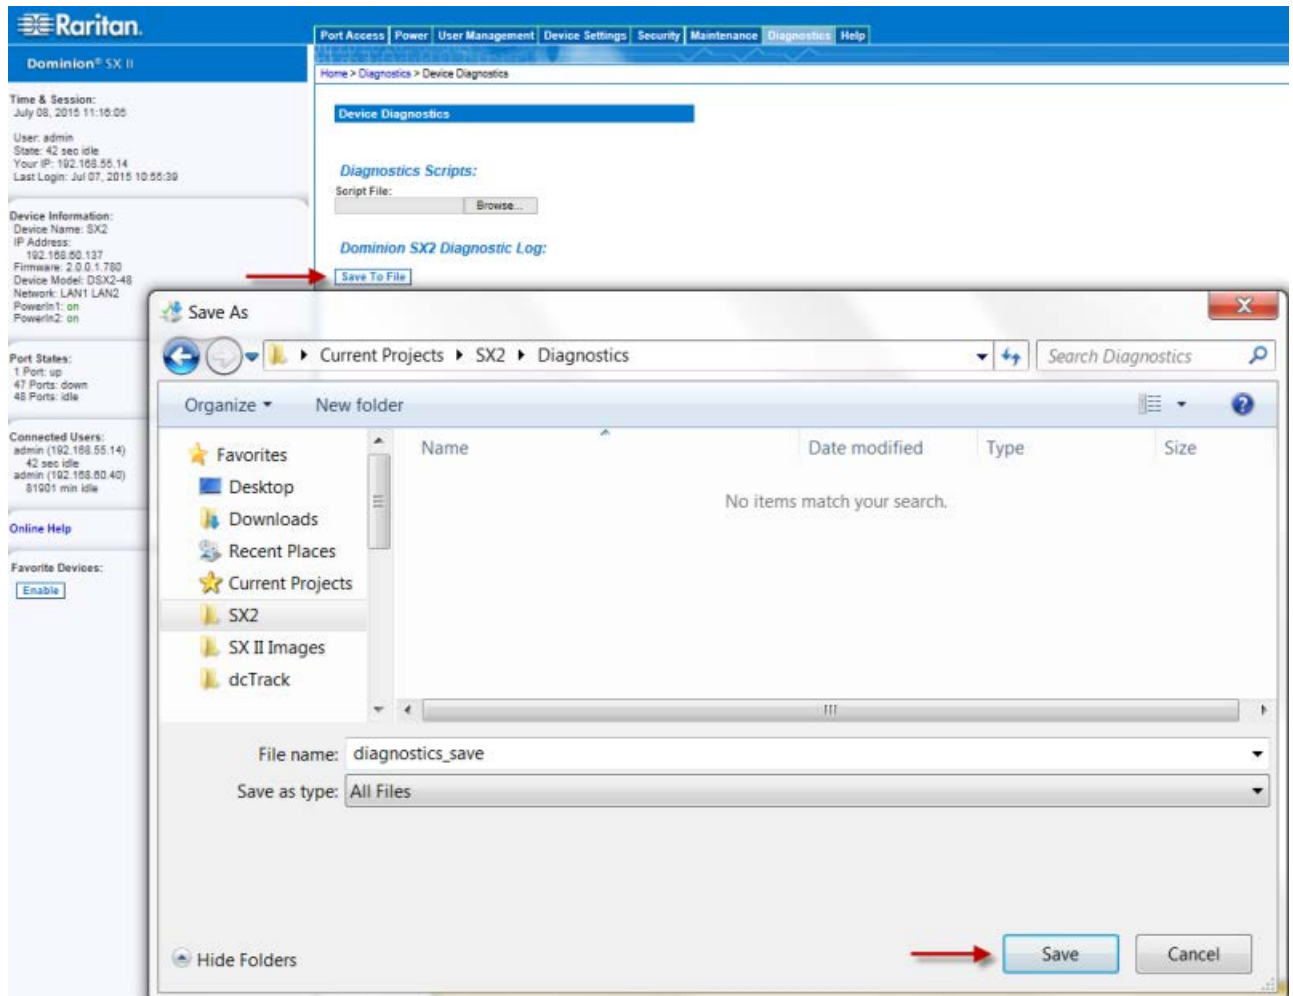 Raritan.
Port Access Power User Management Device Settings Security Maintenance Diagnostics Help
Dominion® SX II
Home > Diagnostics > Device Diagnostics
Time & Session:
July 08, 2015 11:16:05
User: admin
State: 42 sec idle
Your IP: 192.168.55.14
Last Login: Jul 07, 2015 10:55:39
Device Information:
Device Name: SX2
IP Address:
192.168.60.137
Firmware: 2.0.0.1.780
Device Model: DSX2-48
Network: LAN1 LAN2
PowerIn1: on
PowerIn2: on
Port States:
1 Port: up
47 Ports: down
48 Ports: idle
Connected Users:
admin (192.168.55.14)
42 sec idle
admin (192.168.60.40)
81901 min idle
Online Help
Favorite Devices:
Enable
Device Diagnostics
Diagnostics Scripts:
Script File:
Browse...
Dominion SX2 Diagnostic Log:
Save To File
Save As
Current Projects SX2 Diagnostics
Search Diagnostics
Organize New folder
Name Date modified Type Size
No items match your search.
Favorites
Desktop
Downloads
Recent Places
Current Projects
SX2
SX II Images
dcTrack
File name: diagnostics_save
Save as type: All Files
Hide Folders
Save Cancel